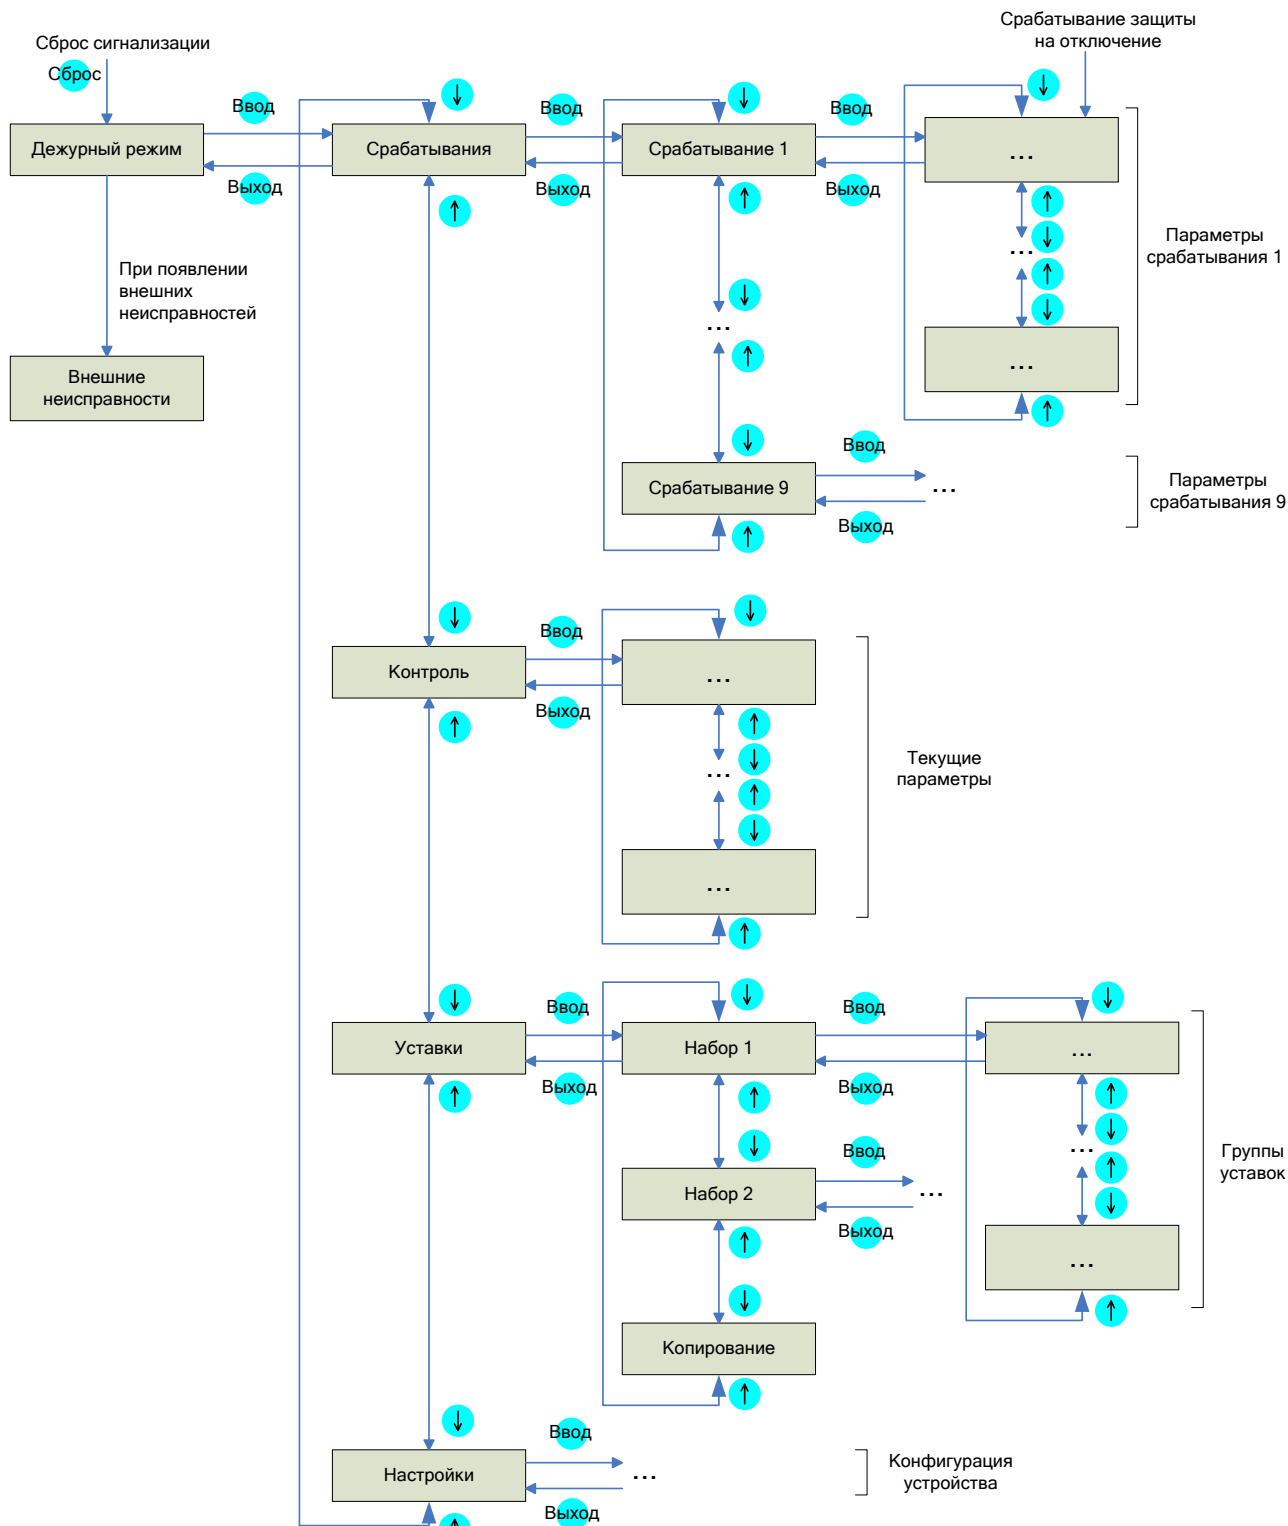 Сброс сигнализации
Сброс
Срабатывание защиты
на отключение
Ввод
Ввод
Ввод
Дежурный режим
Срабатывания
Срабатывание 1
...
Выход
Выход
Выход
Параметры
срабатывания 1
...
При появлении
внешних
неисправностей
...
...
Внешние
неисправности
Ввод
Срабатывание 9
...
Параметры
срабатывания 9
Выход
Ввод
Контроль
...
Выход
Текущие
параметры
...
...
Ввод
Ввод
Уставки
Набор 1
...
Выход
Выход
Группы
уставок
...
Ввод
Набор 2
...
Выход
...
Копирование
Ввод
Настройки
...
Конфигурация
устройства
Выход